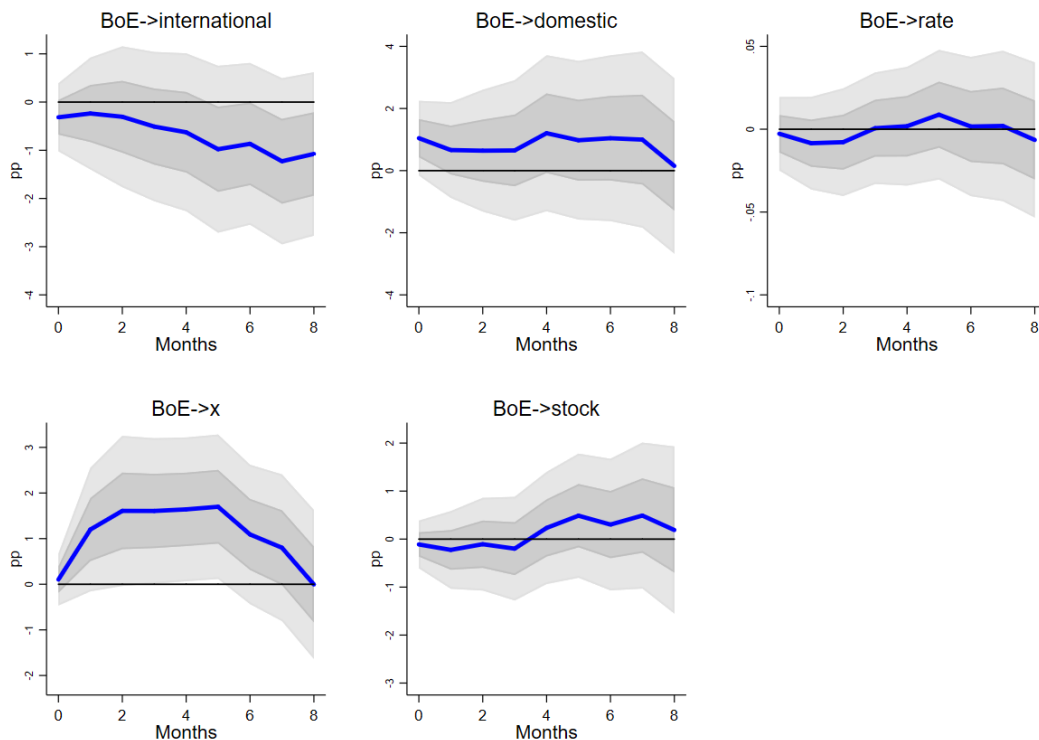 BoE->international
1
0
-1
-2
-3
-4
pp
0 2 4 6 8
Months
BoE->domestic
4
2
0
-2
-4
pp
0 2 4 6 8
Months
BoE->rate
.05
0
-.05
-.1
pp
0 2 4 6 8
Months
BoE->x
3
2
1
0
-1
-2
pp
0 2 4 6 8
Months
BoE->stock
2
1
0
-1
-2
-3
pp
0 2 4 6 8
Months